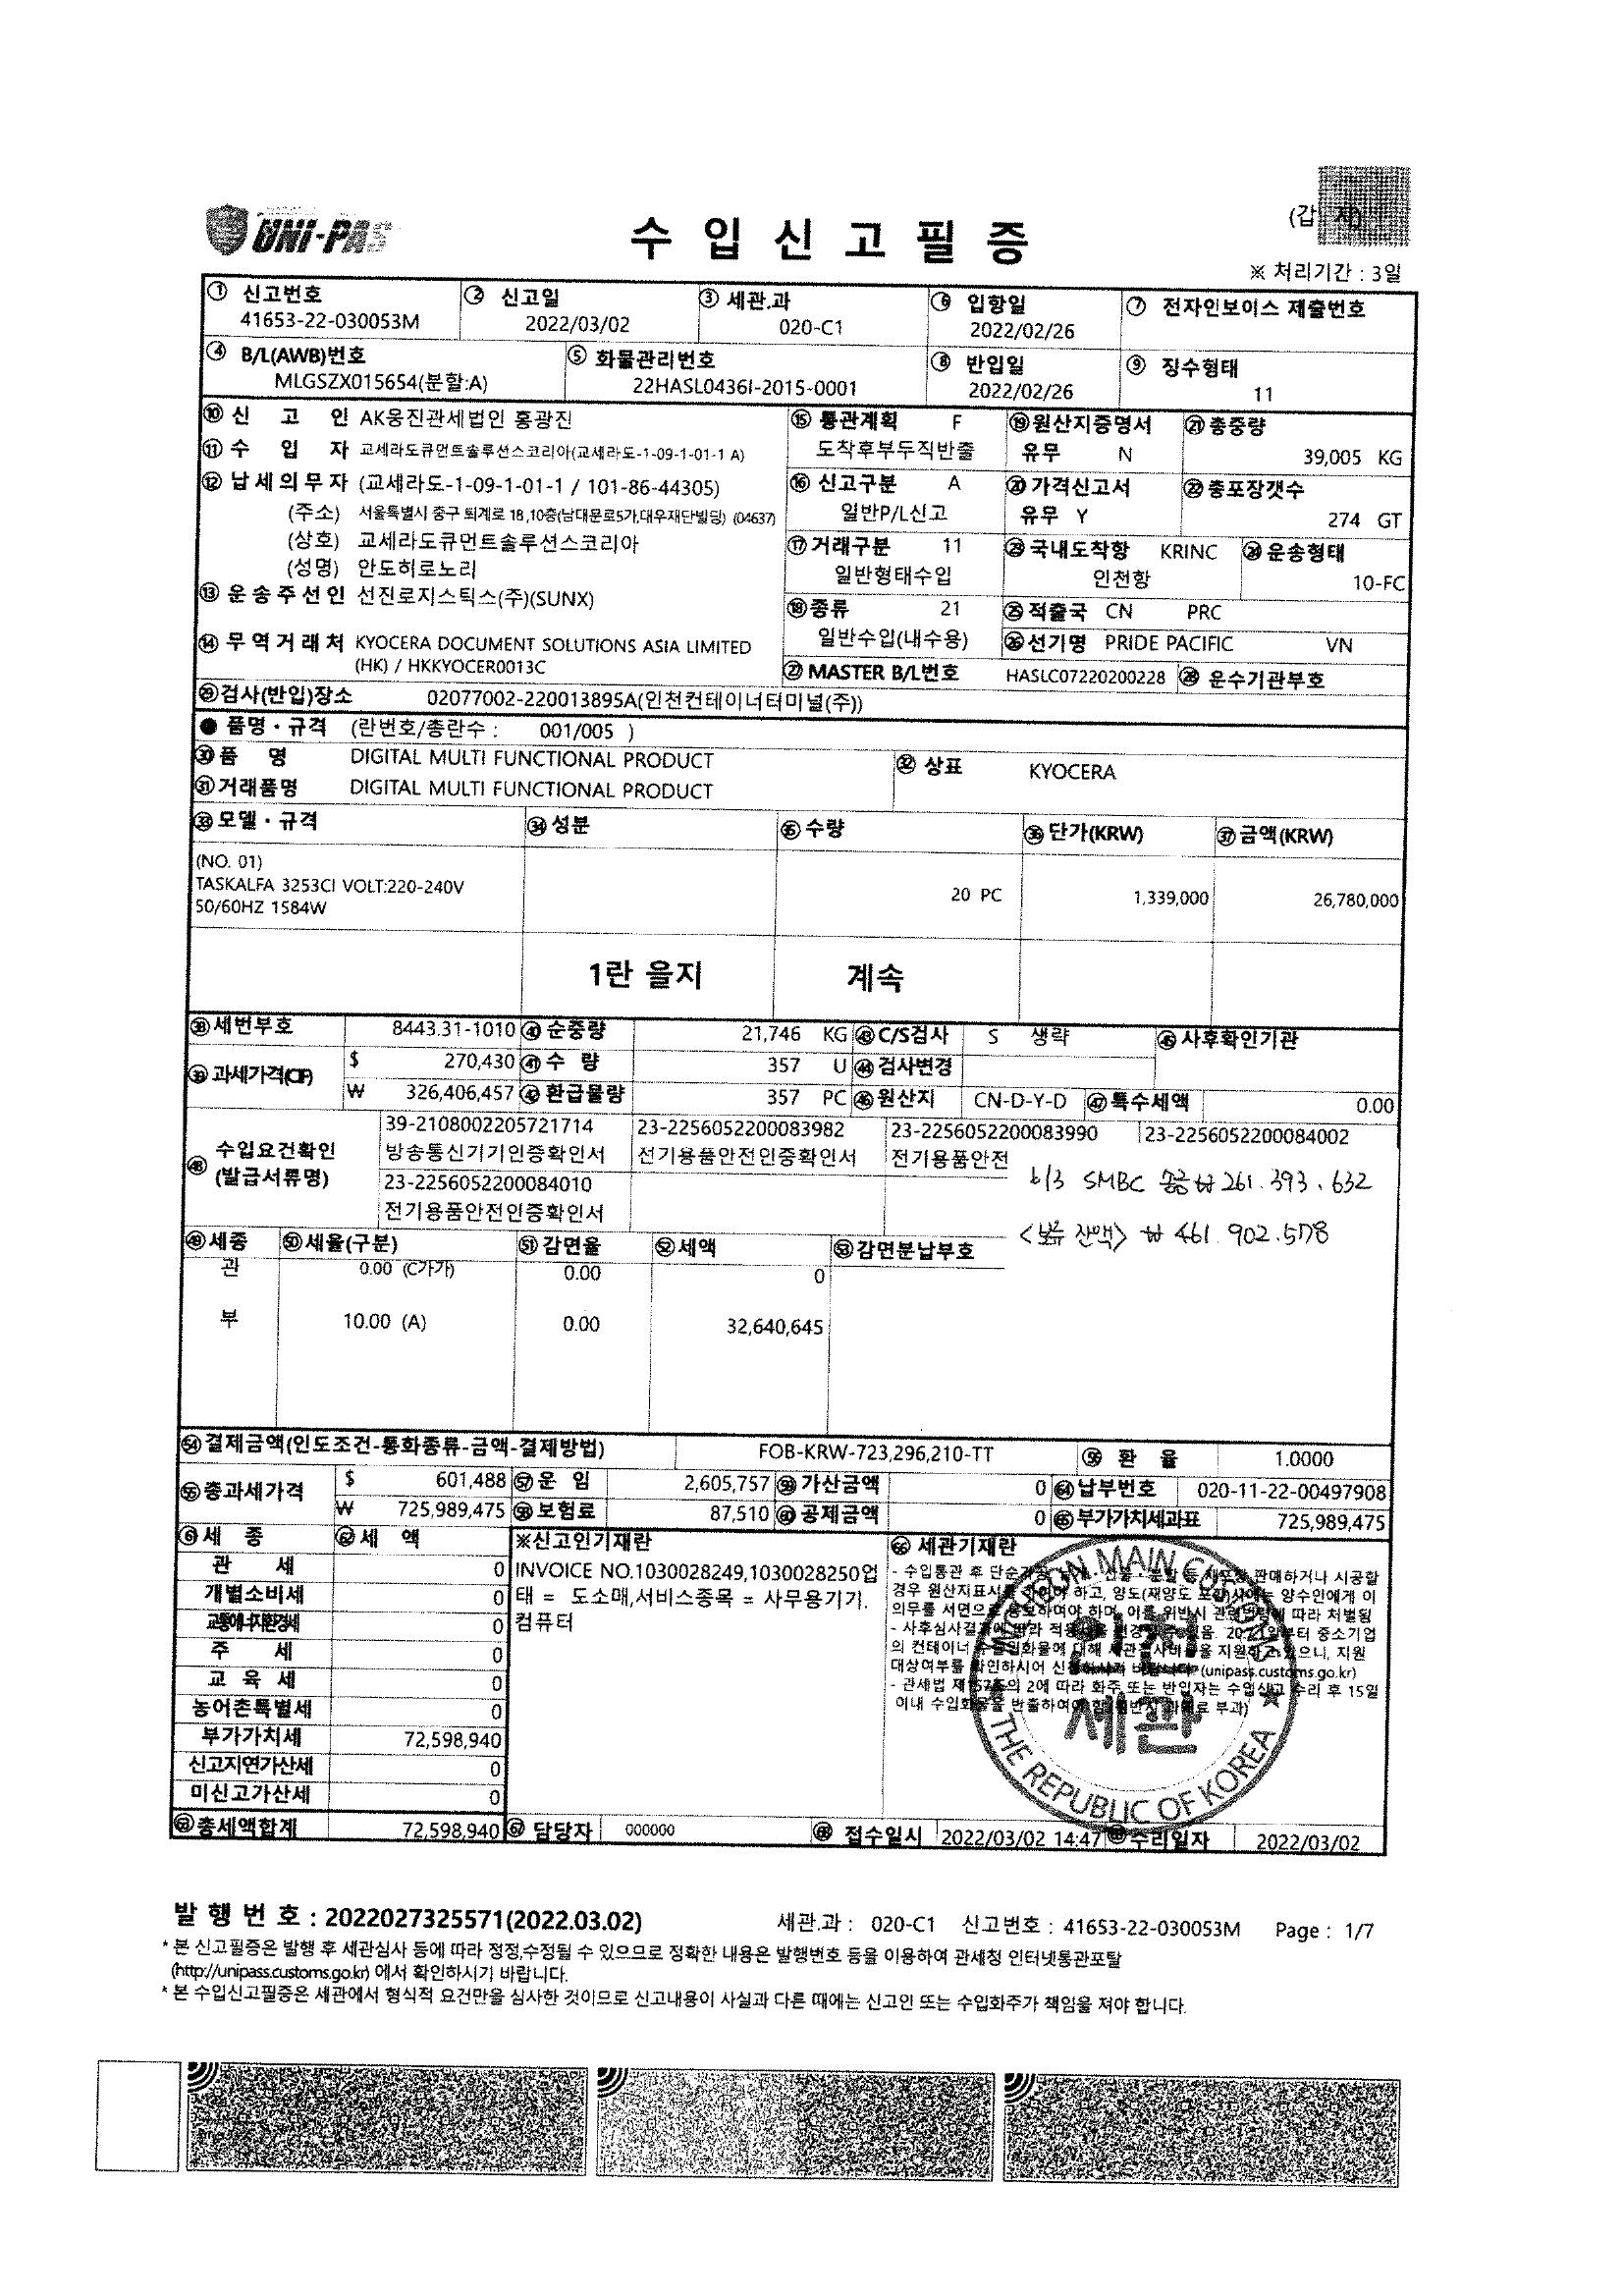 UNI-PAS
수 입 신 고 필 증
(갑 지)
※ 처리기간 : 3일
① 신고번호 ② 신고일 ③ 세관.과 ⑥ 입항일 ⑦ 전자인보이스 제출번호
41653-22-030053M 2022/03/02 020-C1 2022/02/26
④ B/L(AWB)번호 ⑤ 화물관리번호 ⑧ 반입일 ⑨ 징수형태
MLGSZX015654(분할:A) 22HASL0436I-2015-0001 2022/02/26 11
⑩ 신 고 인 AK웅진관세법인 홍광진 ⑮ 통관계획 F ⑲ 원산지증명서 ㉑ 총중량
⑪ 수 입 자 교세라도큐먼트솔루션스코리아(교세라도-1-09-1-01-1 A) 도착후부두직반출 유무 N 39,005 KG
⑫ 납세의무자 (교세라도-1-09-1-01-1 / 101-86-44305) ⑯ 신고구분 A ⑳ 가격신고서 ㉒ 총포장갯수
(주소) 서울특별시 중구 퇴계로 18,10층(남대문로5가,대우재단빌딩) (04637) 일반P/L신고 유무 Y 274 GT
(상호) 교세라도큐먼트솔루션스코리아 ⑰ 거래구분 11 ㉓ 국내도착항 KRINC ㉔ 운송형태
(성명) 안도히로노리 일반형태수입 인천항 10-FC
⑬ 운송주선인 선진로지스틱스(주)(SUNX) ⑱ 종류 21 ㉕ 적출국 CN PRC
⑭ 무역거래처 KYOCERA DOCUMENT SOLUTIONS ASIA LIMITED 일반수입(내수용) ㉖ 선기명 PRIDE PACIFIC VN
(HK) / HKKYOCER0013C ㉗ MASTER B/L번호 HASLC07220200228 ㉘ 운수기관부호
㉙ 검사(반입)장소 02077002-220013895A(인천컨테이너터미널(주))
● 품명 · 규격 (란번호/총란수 : 001/005 )
㉚ 품 명 DIGITAL MULTI FUNCTIONAL PRODUCT ㉜ 상표 KYOCERA
㉛ 거래품명 DIGITAL MULTI FUNCTIONAL PRODUCT
㉝ 모델 · 규격 ㉞ 성분 ㉟ 수량 ㊱ 단가(KRW) ㊲ 금액(KRW)
(NO. 01)
TASKALFA 3253CI VOLT:220-240V
50/60HZ 1584W 20 PC 1,339,000 26,780,000
1란 을지 계속
㊳ 세번부호 8443.31-1010 ㊵ 순중량 21,746 KG ㊸ C/S검사 S 생략 ㊺ 사후확인기관
㊴ 과세가격(CIF) $ 270,430 ㊶ 수 량 357 U ㊹ 검사변경
₩ 326,406,457 ㊷ 환급물량 357 PC ㊻ 원산지 CN-D-Y-D ㊼ 특수세액 0.00
㊽ 수입요건확인 (발급서류명)
39-2108002205721714 23-2256052200083982 23-2256052200083990 23-2256052200084002
방송통신기기인증확인서 전기용품안전인증확인서 전기용품안전
23-2256052200084010
전기용품안전인증확인서
6/3 SMBC 송금 ₩ 261.393.632
<보유 잔액> ₩ 461.902.578
㊾ 세종 ㊿ 세율(구분) 51 감면율 52 세액 53 감면분납부호
관 0.00 (C가가) 0.00 0
부 10.00 (A) 0.00 32,640,645
54 결제금액(인도조건-통화종류-금액-결제방법) FOB-KRW-723,296,210-TT 56 환 율 1.0000
55 총과세가격 $ 601,488 57 운 임 2,605,757 59 가산금액 0 64 납부번호 020-11-22-00497908
₩ 725,989,475 58 보험료 87,510 60 공제금액 0 65 부가가치세과표 725,989,475
61 세 종 62 세 액 ※신고인기재란 66 세관기재란
관 세 0
개별소비세 0
교통에너지환경세 0
주 세 0
교 육 세 0
농어촌특별세 0
부가가치세 72,598,940
신고지연가산세 0
미신고가산세 0
INVOICE NO.1030028249,1030028250업
태 = 도소매,서비스종목 = 사무용기기.
컴퓨터
- 수입통관 후 단순 판매하거나 시공할
경우 원산지표시 하여야 하고, 양도(재양도 포함)시에는 양수인에게 이
의무를 서면으로 통보하여야 하며, 이를 위반시 관련법령에 따라 처벌됨
- 사후심사결과에 따라 적용 부터 중소기업
의 컨테이너 화물에 대해 지원하고 있으니, 지원
대상여부를 확인하시어 신청하시기 바랍니다 (unipass.customs.go.kr)
- 관세법 제157조의 2에 따라 화주 또는 반입자는 수입신고 수리 후 15일
이내 수입화물을 반출하여야 함
INCHEON MAIN CUSTOMS
인천
세관
THE REPUBLIC OF KOREA
63 총세액합계 72,598,940 67 담당자 000000 68 접수일시 2022/03/02 14:47 69 수리일자 2022/03/02
발 행 번 호 : 2022027325571(2022.03.02) 세관.과 : 020-C1 신고번호 : 41653-22-030053M Page : 1/7
* 본 신고필증은 발행 후 세관심사 등에 따라 정정,수정될 수 있으므로 정확한 내용은 발행번호 등을 이용하여 관세청 인터넷통관포탈
(http://unipass.customs.go.kr) 에서 확인하시기 바랍니다.
* 본 수입신고필증은 세관에서 형식적 요건만을 심사한 것이므로 신고내용이 사실과 다른 때에는 신고인 또는 수입화주가 책임을 져야 합니다.